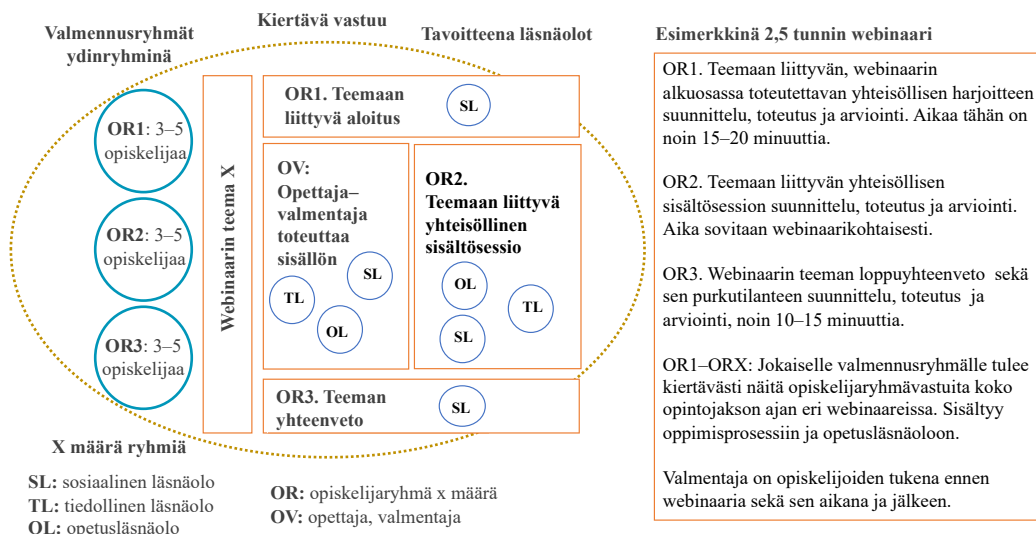 Kiertävä vastuu
Valmennusryhmät
ydinryhminä
Tavoitteena läsnäolot
OR1: 3–5
opiskelijaa
OR2: 3–5
opiskelijaa
OR3: 3–5
opiskelijaa
X määrä ryhmiä
Webinaarin teema X
OR1. Teemaan
liittyvä aloitus
SL
OV:
Opettaja–
valmentaja
toteuttaa
sisällön
SL
TL
OL
OR2.
Teemaan liittyvä
yhteisöllinen
sisältösessio
OL
TL
SL
OR3. Teeman
yhteenveto
SL
SL: sosiaalinen läsnäolo
TL: tiedollinen läsnäolo
OL: opetusläsnäolo
OR: opiskelijaryhmä x määrä
OV: opettaja, valmentaja
Esimerkkinä 2,5 tunnin webinaari
OR1. Teemaan liittyvän, webinaarin
alkuosassa toteutettavan yhteisöllisen harjoitteen
suunnittelu, toteutus ja arviointi. Aikaa tähän on
noin 15–20 minuuttia.
OR2. Teemaan liittyvän yhteisöllisen
sisältösession suunnittelu, toteutus ja arviointi.
Aika sovitaan webinaarikohtaisesti.
OR3. Webinaarin teeman loppuyhteenveto sekä
sen purkutilanteen suunnittelu, toteutus ja
arviointi, noin 10–15 minuuttia.
OR1–ORX: Jokaiselle valmennusryhmälle tulee
kiertävästi näitä opiskelijaryhmävastuita koko
opintojakson ajan eri webinaareissa. Sisältyy
oppimisprosessiin ja opetusläsnäoloon.
Valmentaja on opiskelijoiden tukena ennen
webinaaria sekä sen aikana ja jälkeen.